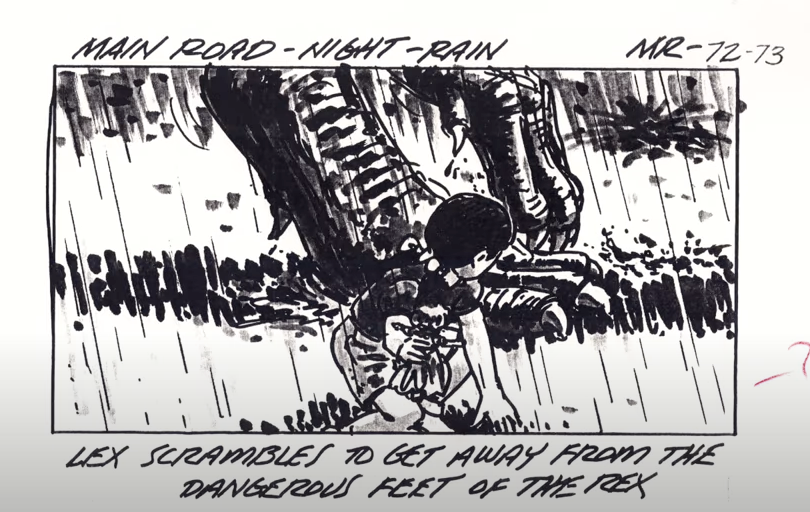 MAIN ROAD-NIGHT-RAIN
MR-72-73
LEX SCRAMBLES TO GET AWAY FROM THE
DANGEROUS FEET OF THE REX